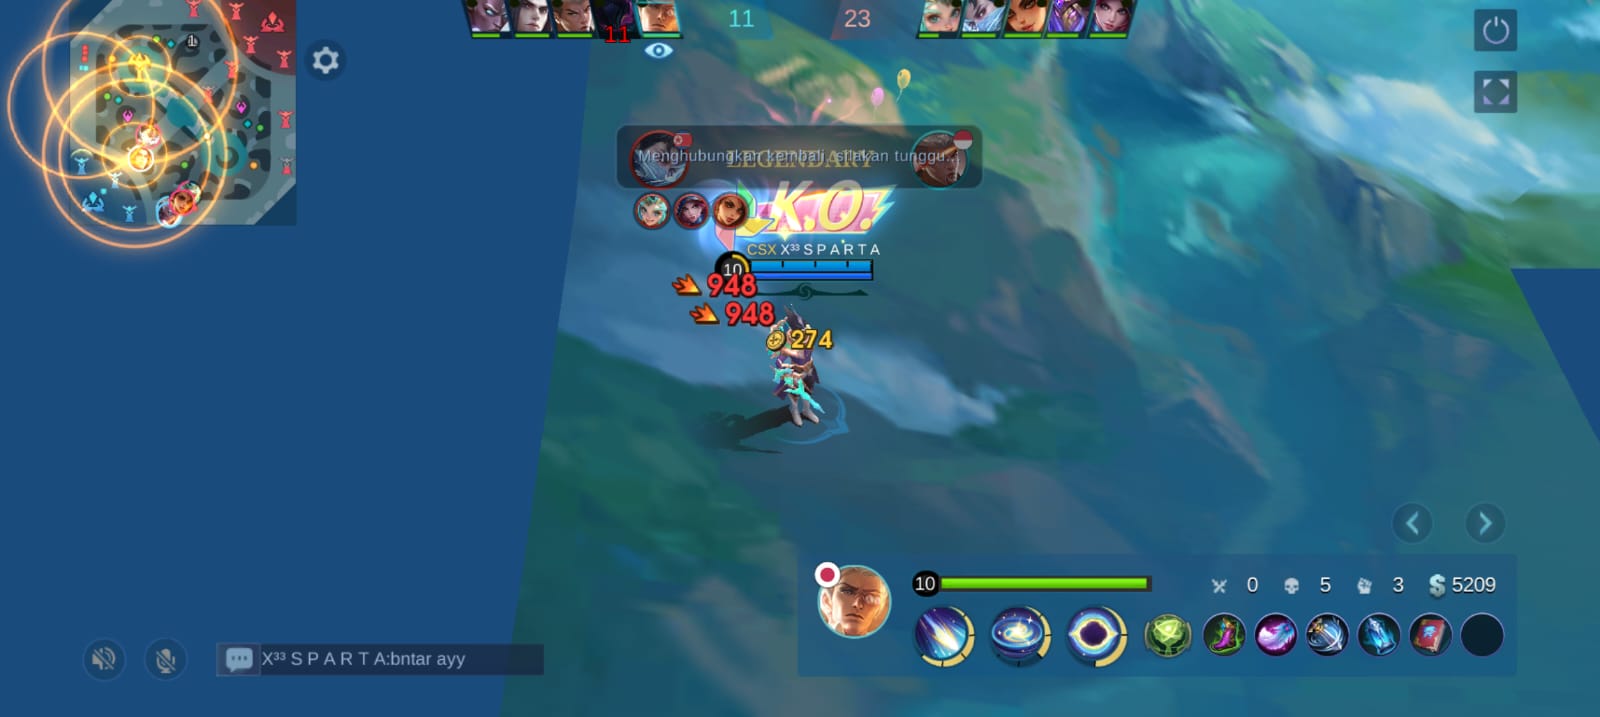 11
23
11
Menghubungkan kembali, silakan tunggu...
LEGENDARY
K.O.!
CSX X³³ S P A R T A
10
948
948
274
10
0
5
3
5209
X³³ S P A R T A:bntar ayy